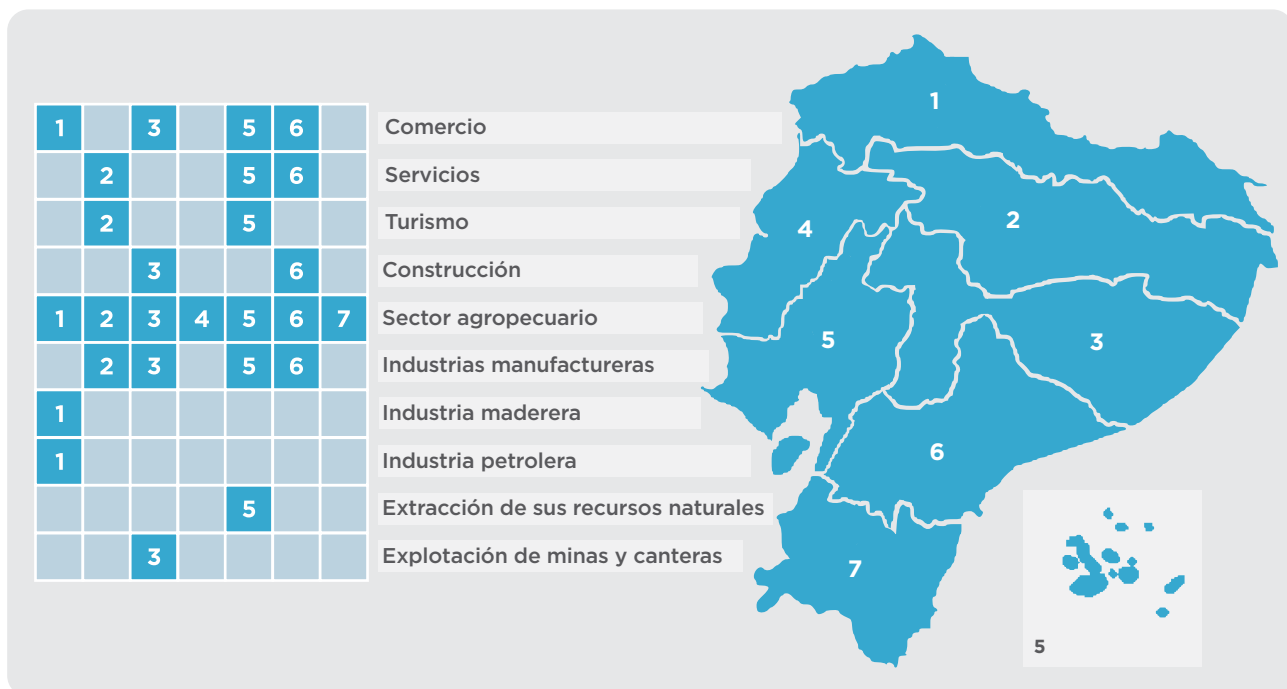 1 3 5 6 Comercio
2 5 6 Servicios
2 5 Turismo
3 6 Construcción
1 2 3 4 5 6 7 Sector agropecuario
2 3 5 6 Industrias manufactureras
1 Industria maderera
1 Industria petrolera
5 Extracción de sus recursos naturales
3 Explotación de minas y canteras
1
2
4
3
5
6
7
5